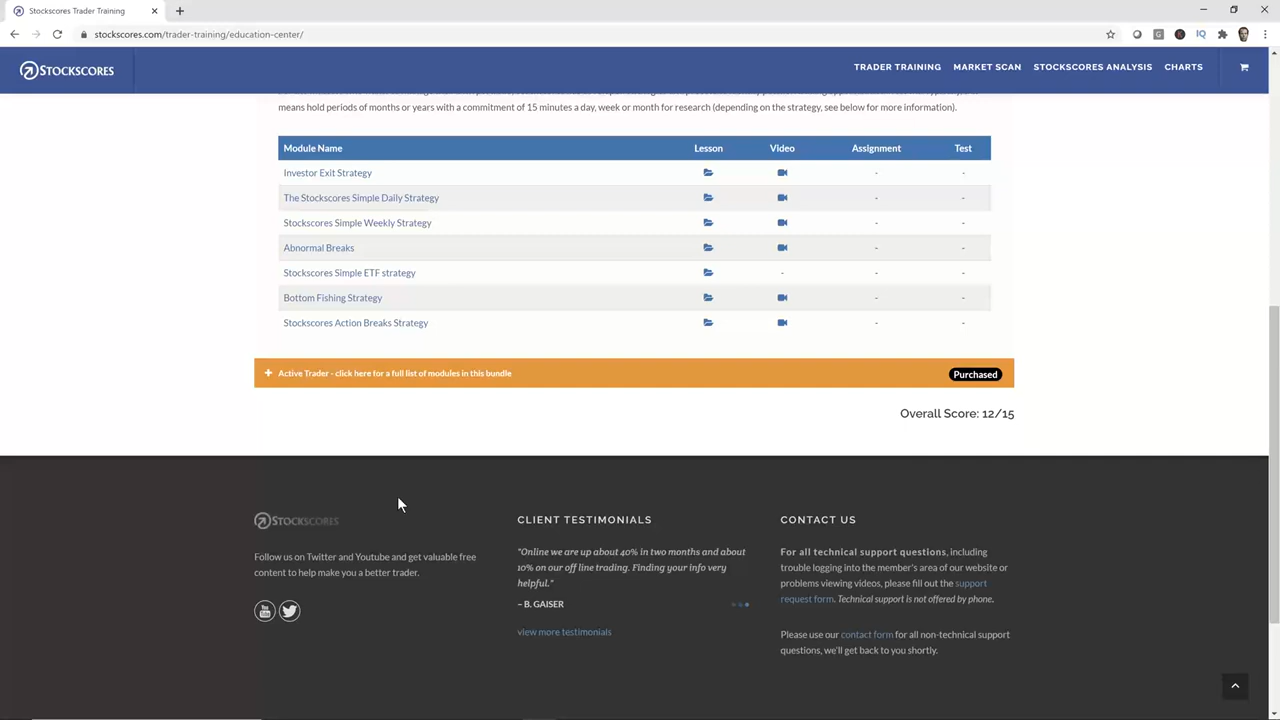 Stockscores Trader Training
stockscores.com/trader-training/education-center/
STOCKSCORES
TRADER TRAINING
MARKET SCAN
STOCKSCORES ANALYSIS
CHARTS
means hold periods of months or years with a commitment of 15 minutes a day, week or month for research (depending on the strategy, see below for more information).
Module Name Lesson Video Assignment Test
Investor Exit Strategy - -
The Stockscores Simple Daily Strategy - -
Stockscores Simple Weekly Strategy - -
Abnormal Breaks - -
Stockscores Simple ETF strategy - - -
Bottom Fishing Strategy - -
Stockscores Action Breaks Strategy - -
+ Active Trader - click here for a full list of modules in this bundle Purchased
Overall Score: 12/15
STOCKSCORES
Follow us on Twitter and Youtube and get valuable free
content to help make you a better trader.
You Tube
CLIENT TESTIMONIALS
"Online we are up about 40% in two months and about
10% on our off line trading. Finding your info very
helpful."
– B. GAISER
view more testimonials
CONTACT US
For all technical support questions, including
trouble logging into the member's area of our website or
problems viewing videos, please fill out the support
request form. Technical support is not offered by phone.
Please use our contact form for all non-technical support
questions, we'll get back to you shortly.